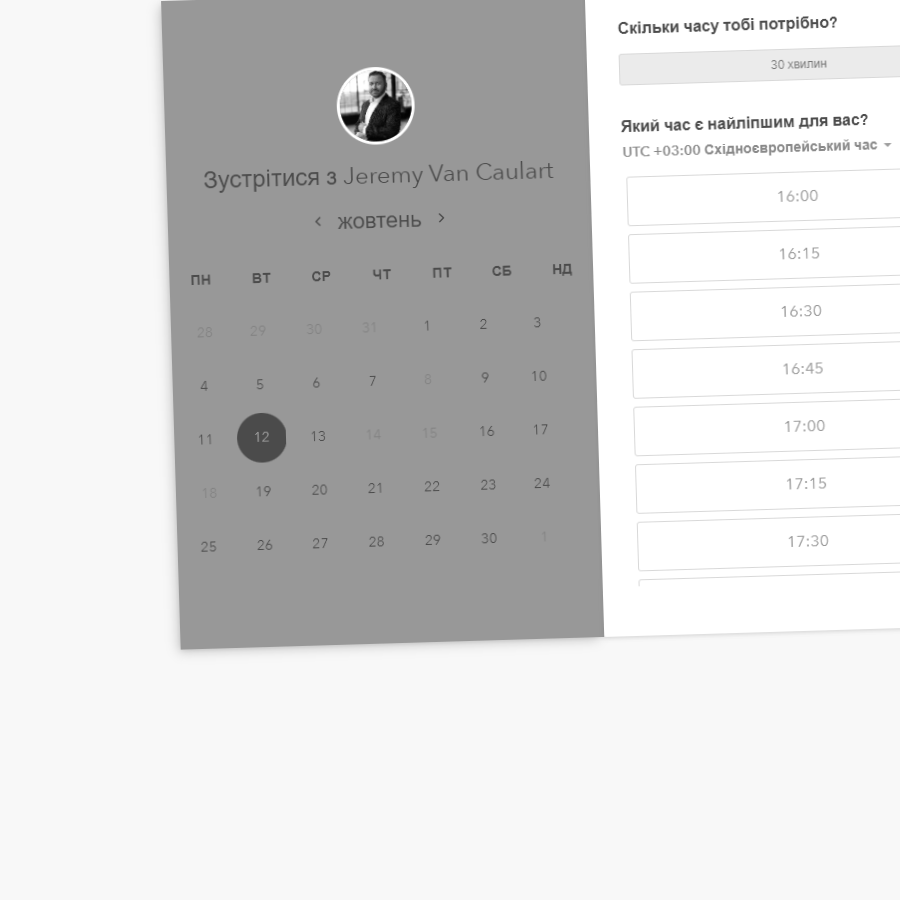 Зустрітися з Jeremy Van Caulart
‹ жовтень ›
ПН ВТ СР ЧТ ПТ СБ НД
28 29 30 31 1 2 3
4 5 6 7 8 9 10
11 12 13 14 15 16 17
18 19 20 21 22 23 24
25 26 27 28 29 30 1
Скільки часу тобі потрібно?
30 хвилин
Який час є найліпшим для вас?
UTC +03:00 Східноєвропейський час
16:00
16:15
16:30
16:45
17:00
17:15
17:30